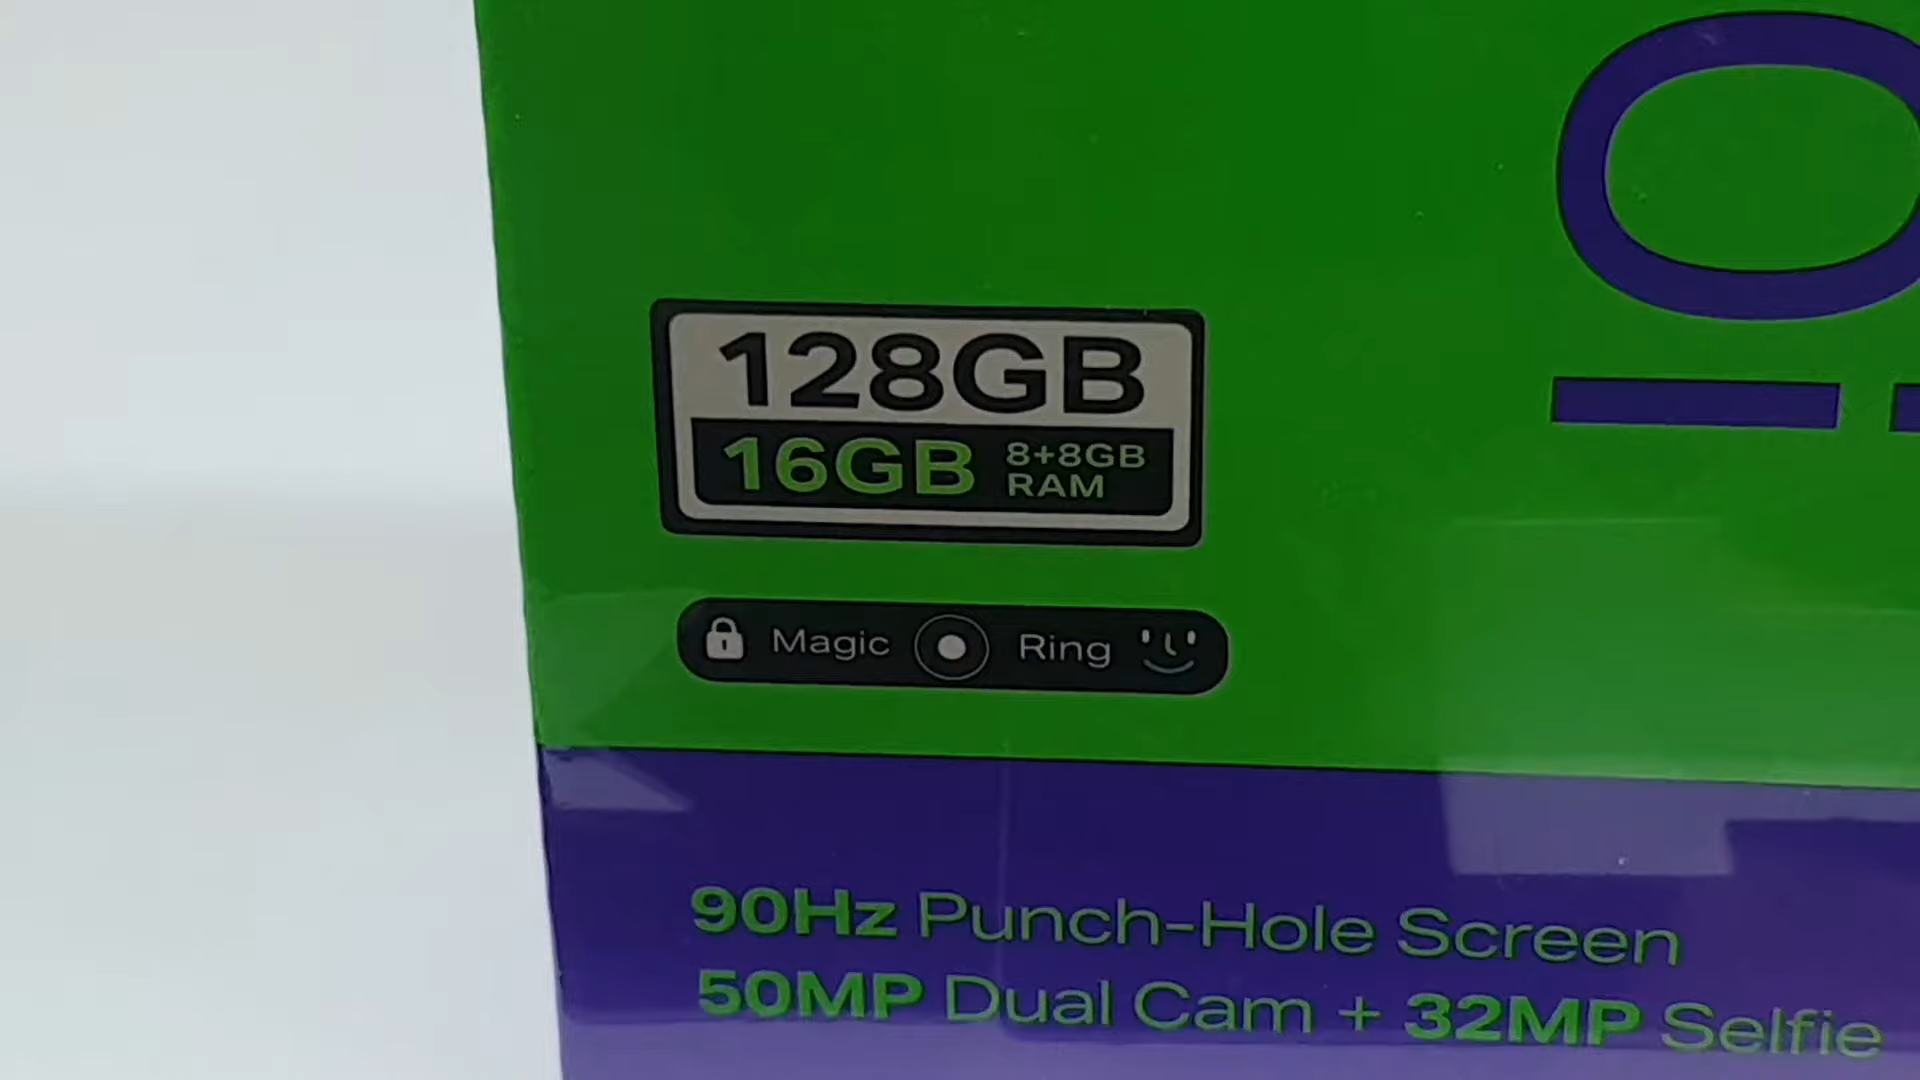 128GB
16GB 8+8GB RAM
Magic Ring
90Hz Punch-Hole Screen
50MP Dual Cam + 32MP Selfie